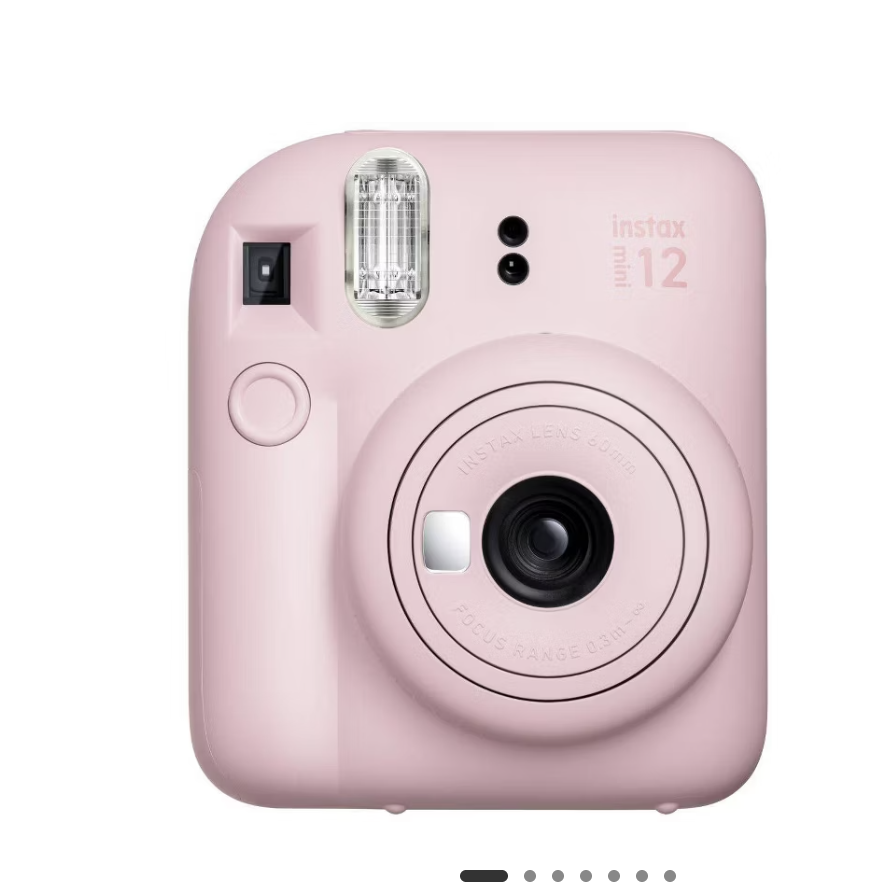 instax
mini 12
INSTAX LENS 60mm
FOCUS RANGE 0.3m-∞